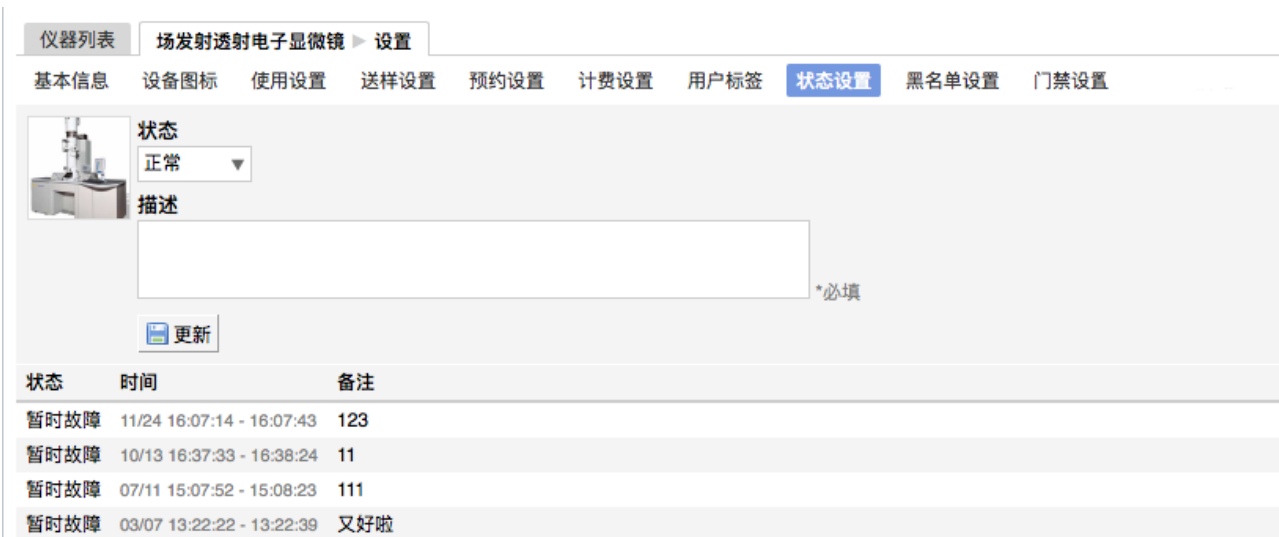 仪器列表 场发射透射电子显微镜 ▶ 设置
基本信息 设备图标 使用设置 送样设置 预约设置 计费设置 用户标签 状态设置 黑名单设置 门禁设置
状态
正常 ▼
描述
*必填
更新
状态 时间 备注
暂时故障 11/24 16:07:14 - 16:07:43 123
暂时故障 10/13 16:37:33 - 16:38:24 11
暂时故障 07/11 15:07:52 - 15:08:23 111
暂时故障 03/07 13:22:22 - 13:22:39 又好啦